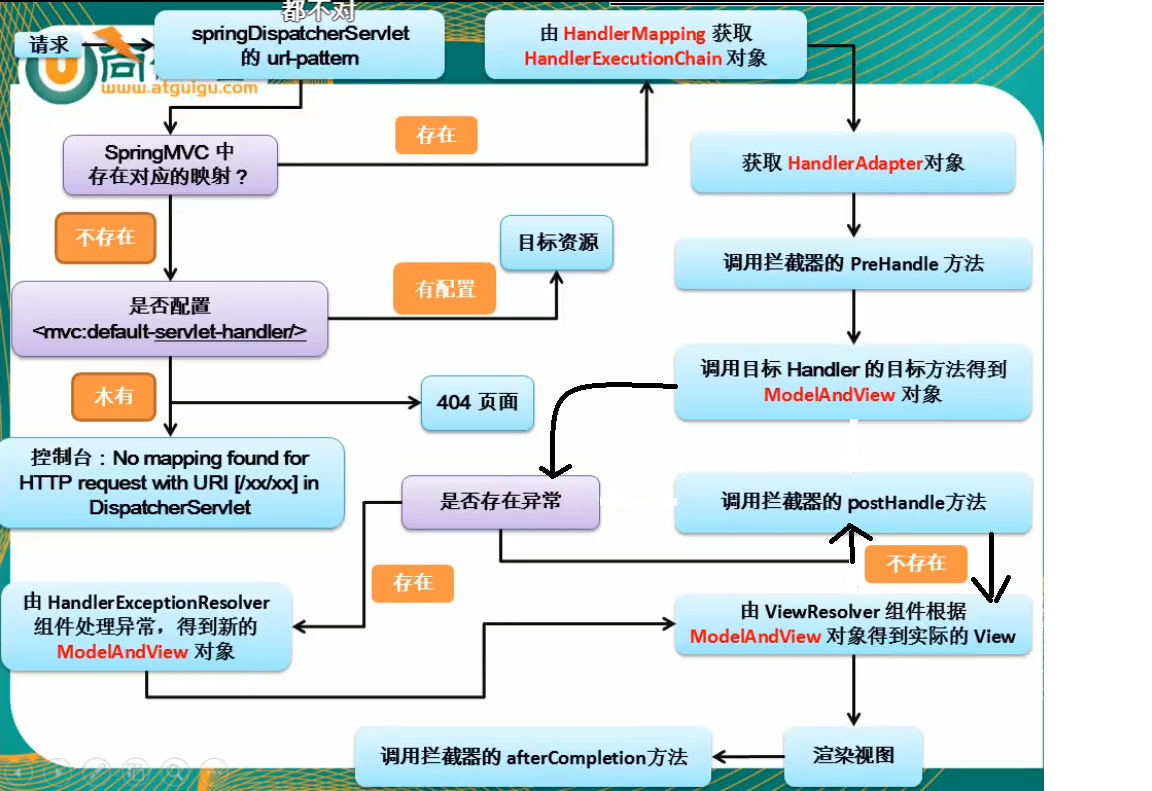 都不对
请求
springDispatcherServlet
的 url-pattern
由 HandlerMapping 获取
HandlerExecutionChain 对象
www.atguigu.com
存在
SpringMVC 中
存在对应的映射？
获取 HandlerAdapter对象
不存在
目标资源
调用拦截器的 PreHandle 方法
有配置
是否配置
<mvc:default-servlet-handler/>
调用目标 Handler 的目标方法得到
ModelAndView 对象
木有
404 页面
控制台：No mapping found for
HTTP request with URI [/xx/xx] in
DispatcherServlet
是否存在异常
调用拦截器的 postHandle方法
不存在
存在
由 HandlerExceptionResolver
组件处理异常，得到新的
ModelAndView 对象
由 ViewResolver 组件根据
ModelAndView 对象得到实际的 View
调用拦截器的 afterCompletion方法
渲染视图